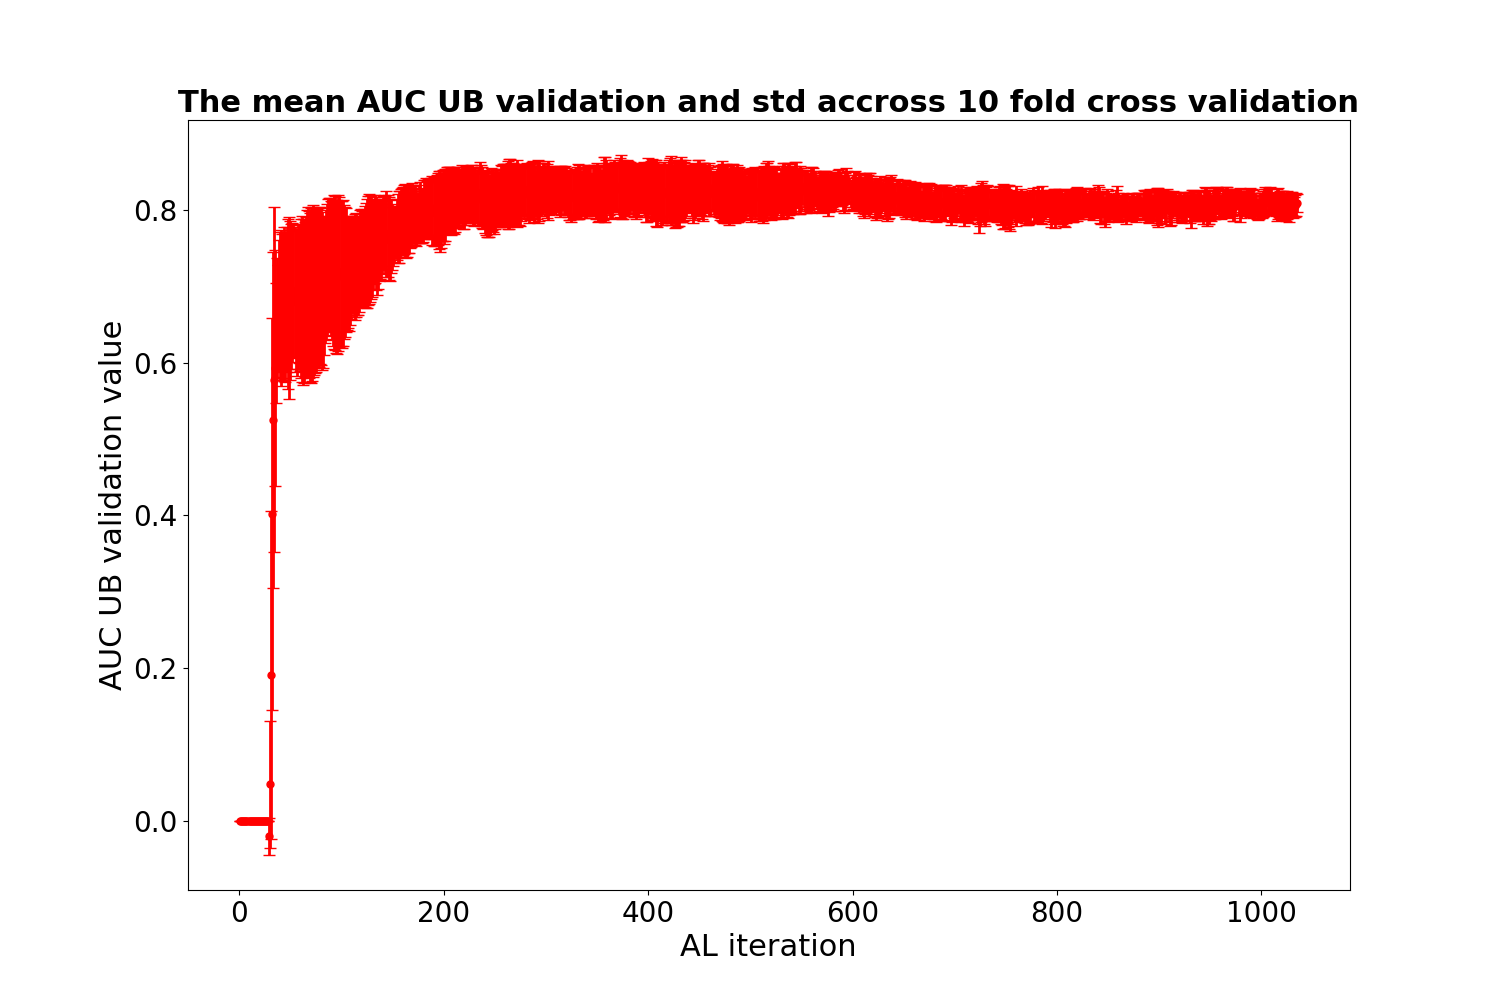 The mean AUC UB validation and std accross 10 fold cross validation
AUC UB validation value
0.8
0.6
0.4
0.2
0.0
0 200 400 600 800 1000
AL iteration